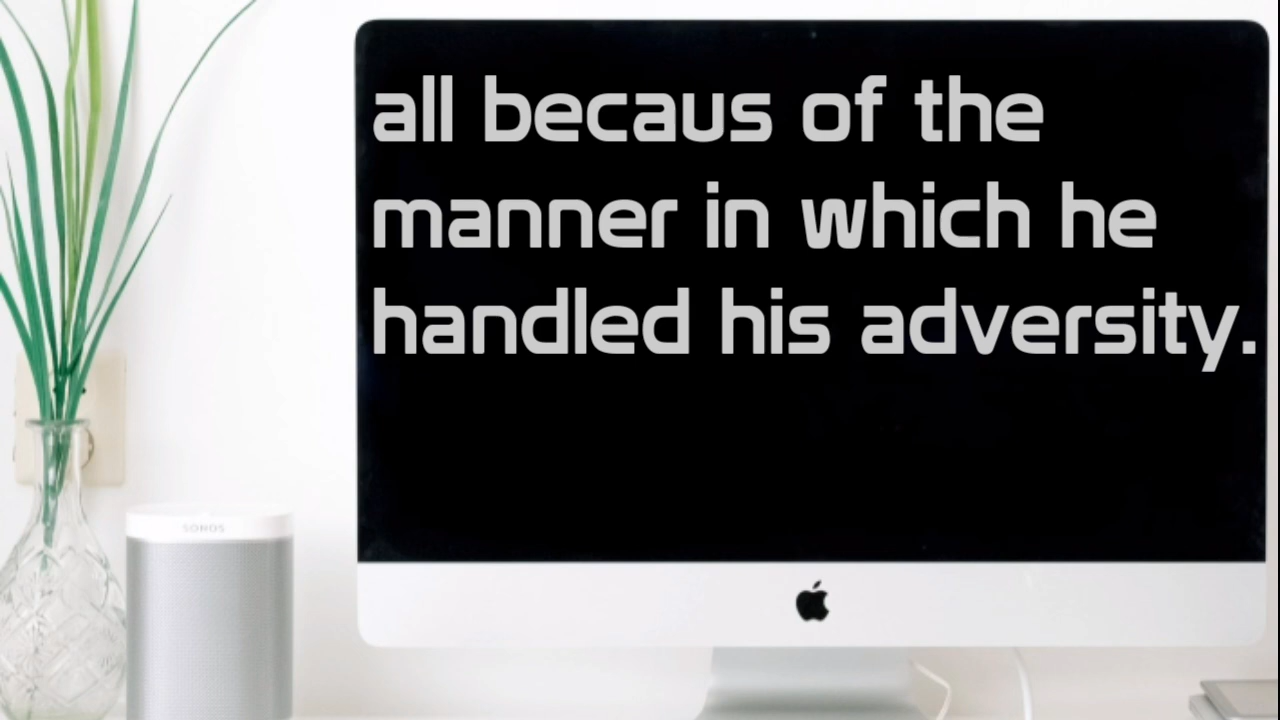 all becaus of the
manner in which he
handled his adversity.
SONOS